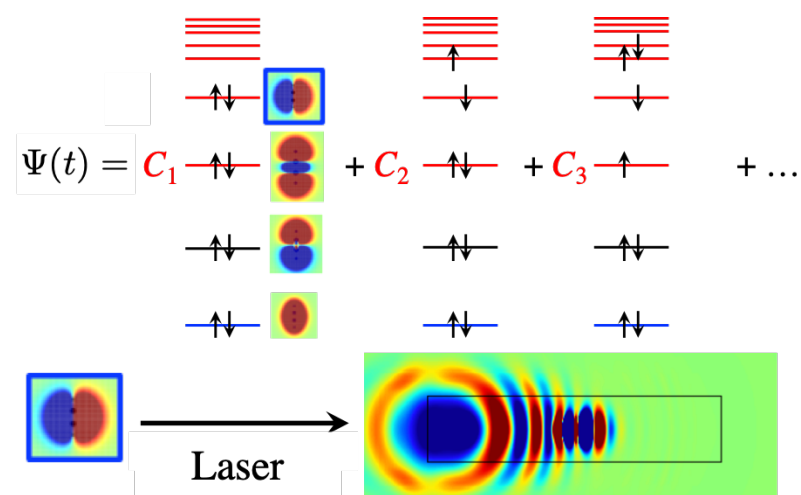 Ψ(t) = C₁ + C₂ + C₃ + ...
Laser